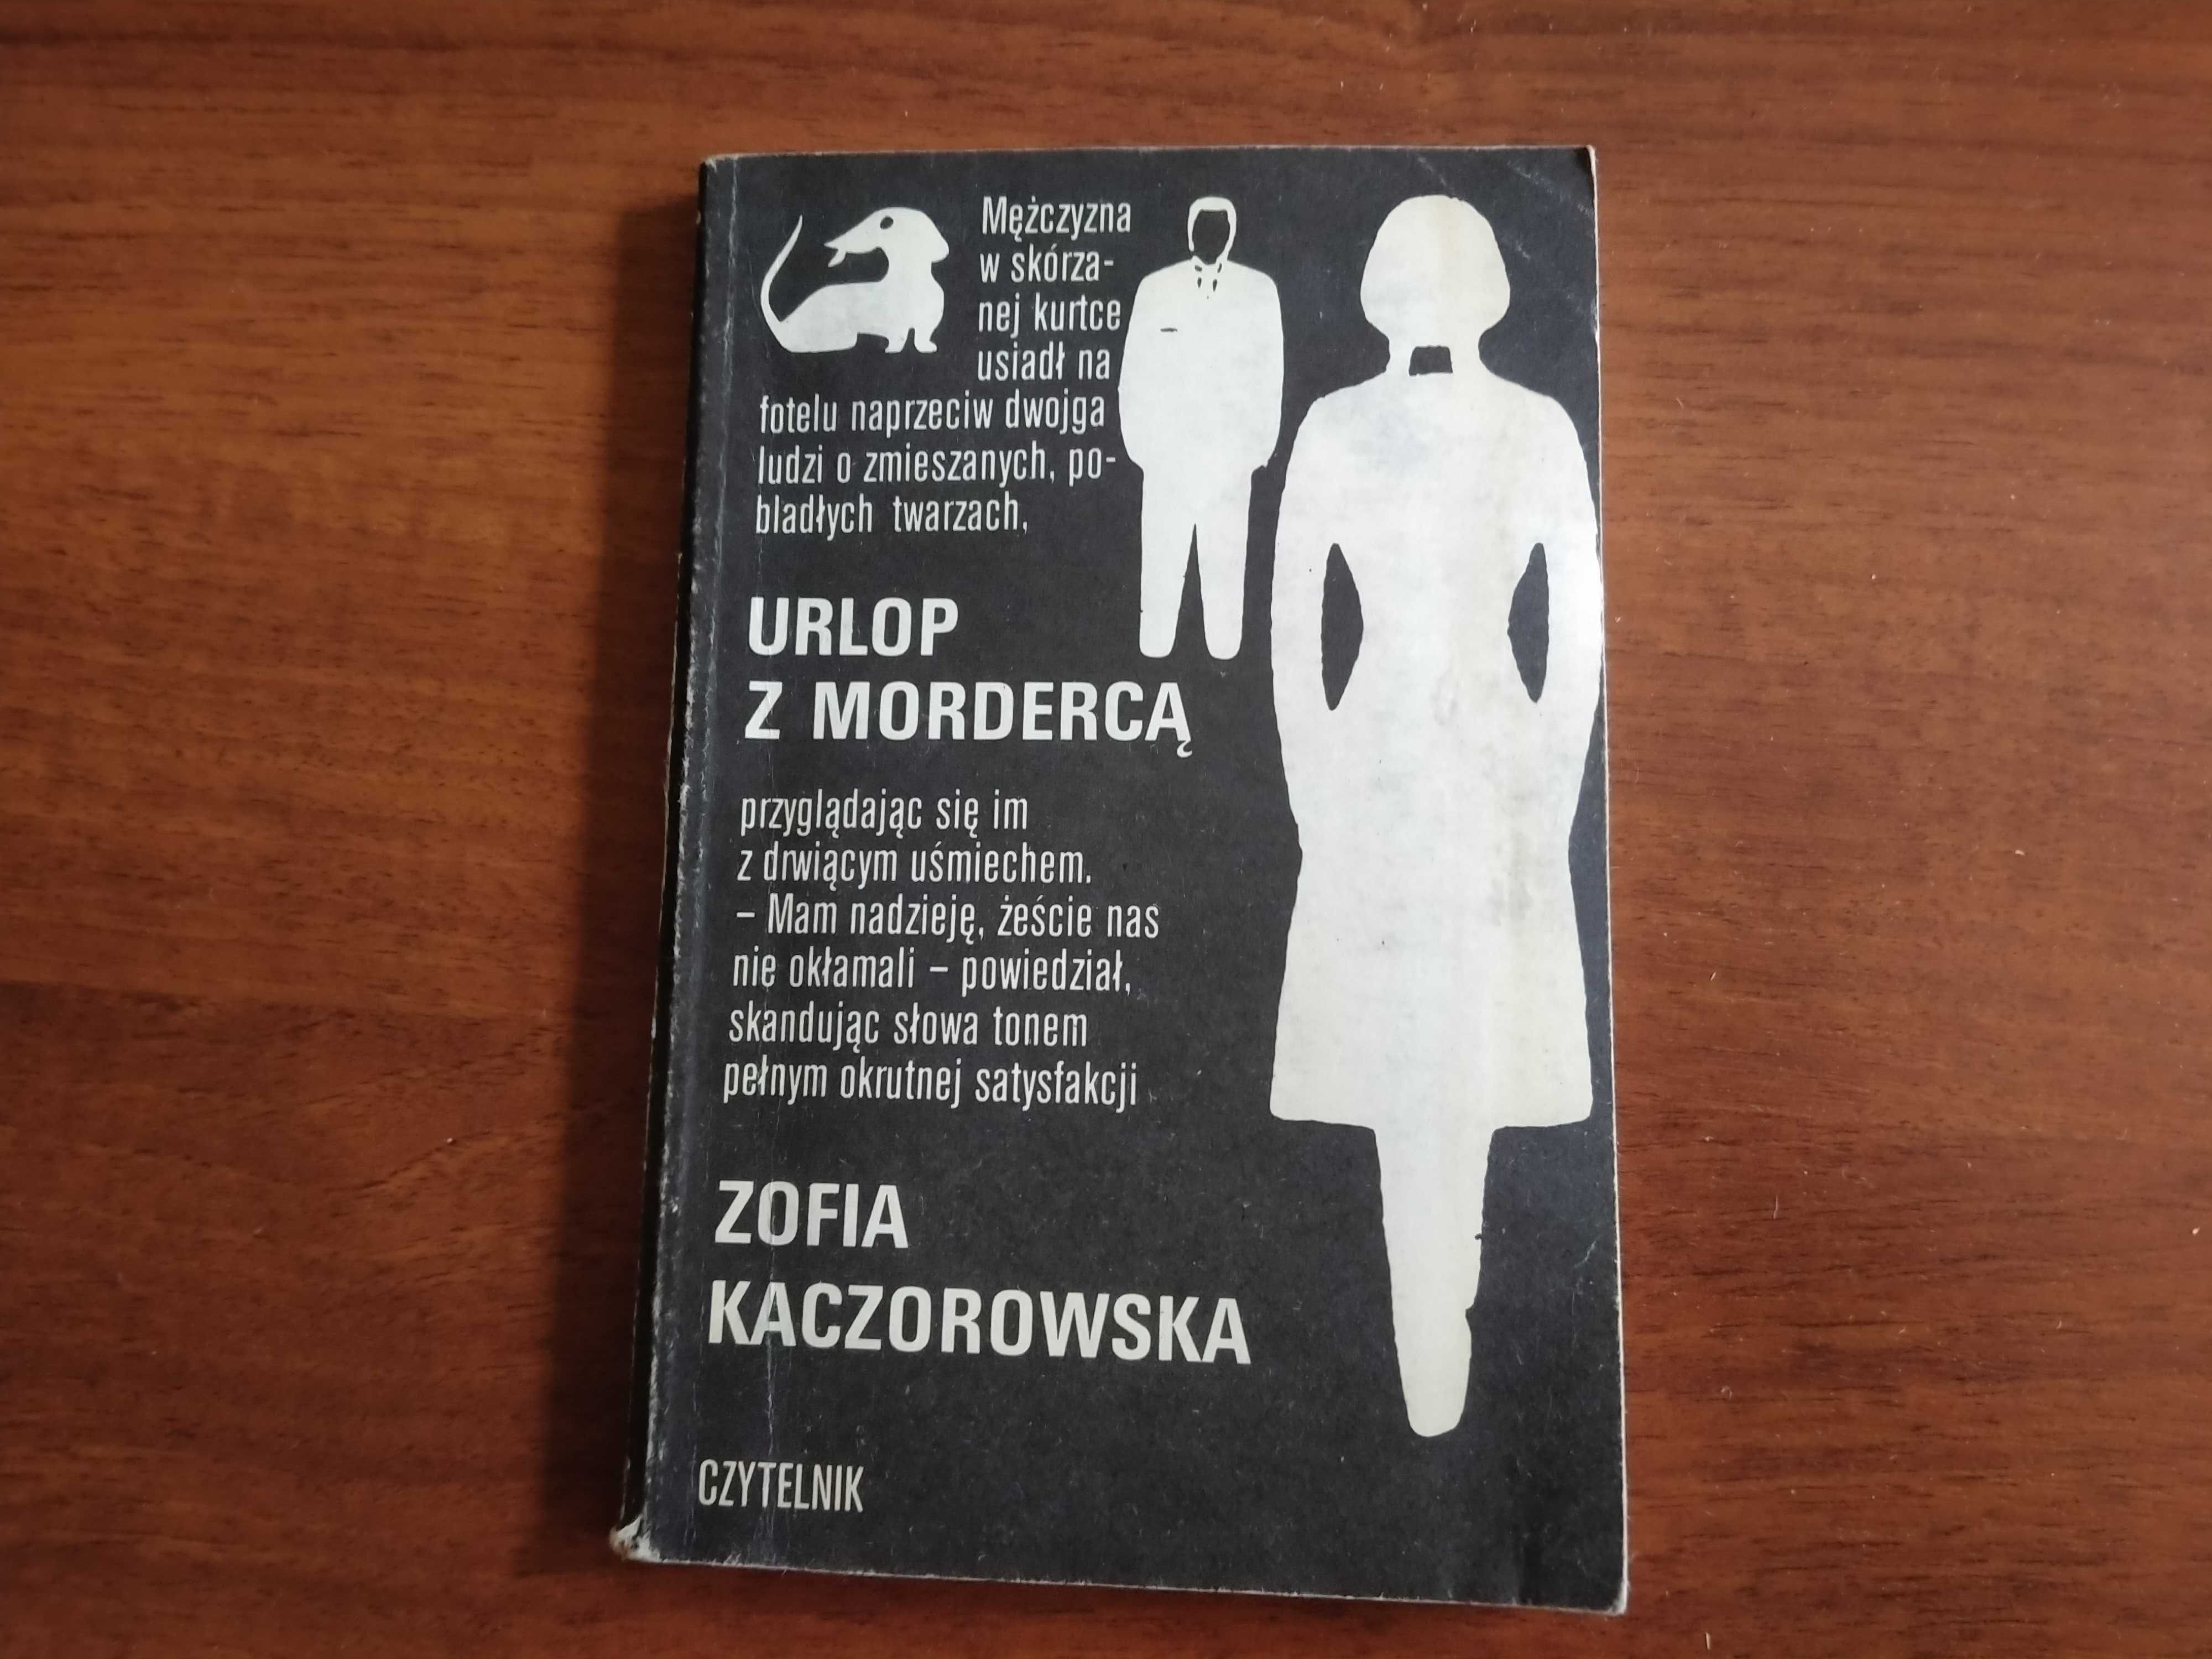 Mężczyzna
w skórza-
nej kurtce
usiadł na
fotelu naprzeciw dwojga
ludzi o zmieszanych, po-
bladłych twarzach,
URLOP
Z MORDERCĄ
przyglądając się im
z drwiącym uśmiechem.
– Mam nadzieję, żeście nas
nie okłamali – powiedział,
skandując słowa tonem
pełnym okrutnej satysfakcji
ZOFIA
KACZOROWSKA
CZYTELNIK